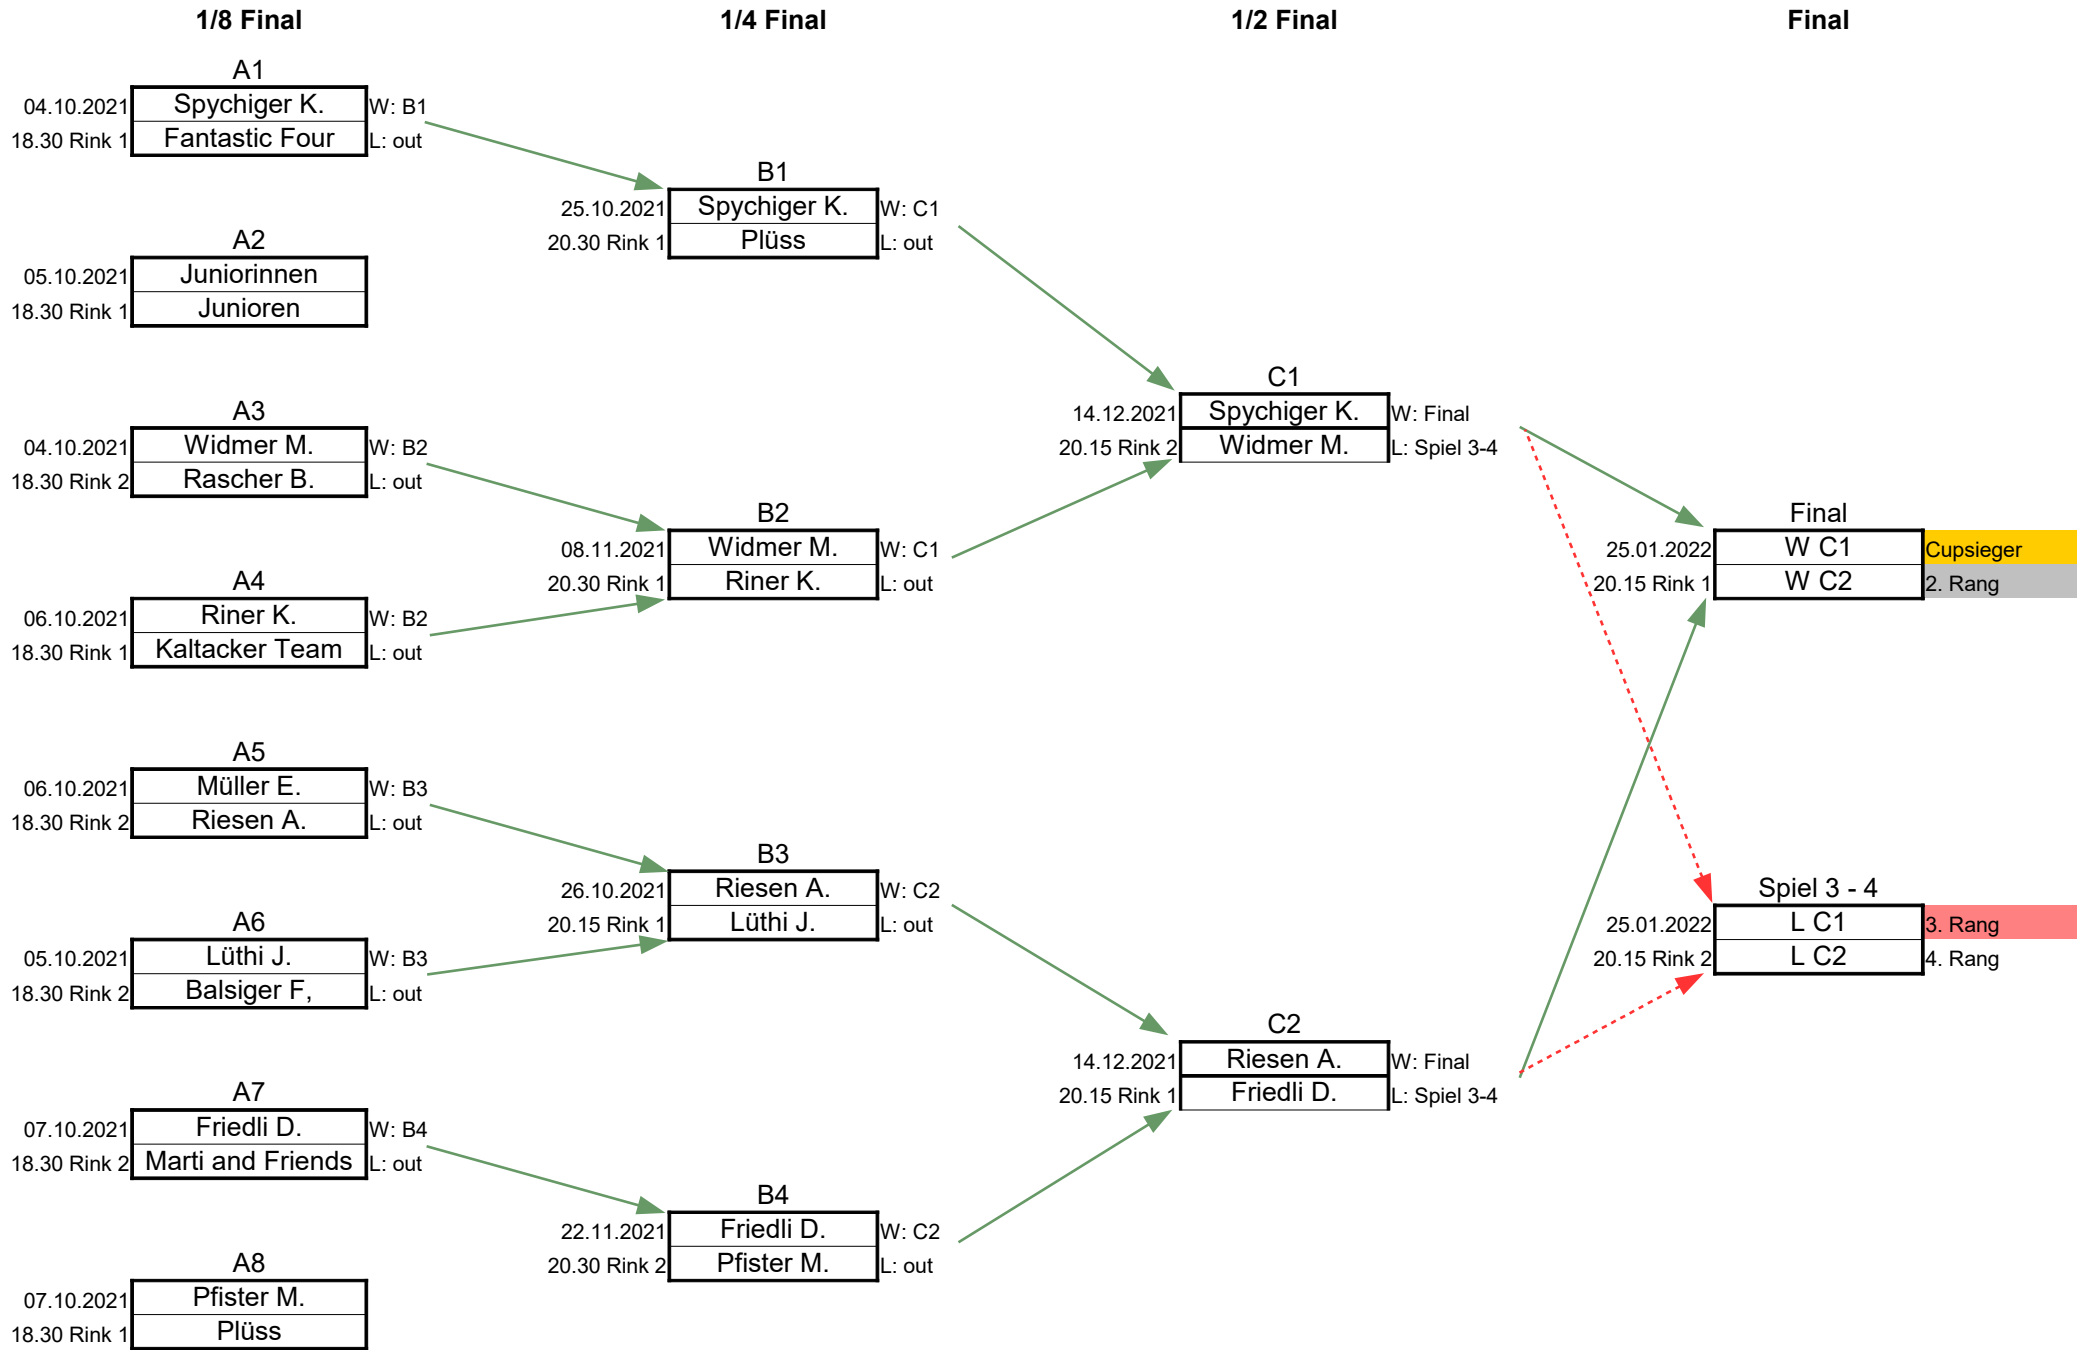 1/8 Final
1/4 Final
1/2 Final
Final
A1
04.10.2021 Spychiger K. W: B1
18.30 Rink 1 Fantastic Four L: out
B1
25.10.2021 Spychiger K. W: C1
20.30 Rink 1 Plüss L: out
A2
05.10.2021 Juniorinnen
18.30 Rink 1 Junioren
C1
14.12.2021 Spychiger K. W: Final
20.15 Rink 2 Widmer M. L: Spiel 3-4
A3
04.10.2021 Widmer M. W: B2
18.30 Rink 2 Rascher B. L: out
B2
08.11.2021 Widmer M. W: C1
20.30 Rink 1 Riner K. L: out
Final
25.01.2022 W C1 Cupsieger
20.15 Rink 1 W C2 2. Rang
A4
06.10.2021 Riner K. W: B2
18.30 Rink 1 Kaltacker Team L: out
A5
06.10.2021 Müller E. W: B3
18.30 Rink 2 Riesen A. L: out
B3
26.10.2021 Riesen A. W: C2
20.15 Rink 1 Lüthi J. L: out
Spiel 3 - 4
25.01.2022 L C1 3. Rang
20.15 Rink 2 L C2 4. Rang
A6
05.10.2021 Lüthi J. W: B3
18.30 Rink 2 Balsiger F, L: out
C2
14.12.2021 Riesen A. W: Final
20.15 Rink 1 Friedli D. L: Spiel 3-4
A7
07.10.2021 Friedli D. W: B4
18.30 Rink 2 Marti and Friends L: out
B4
22.11.2021 Friedli D. W: C2
20.30 Rink 2 Pfister M. L: out
A8
07.10.2021 Pfister M.
18.30 Rink 1 Plüss